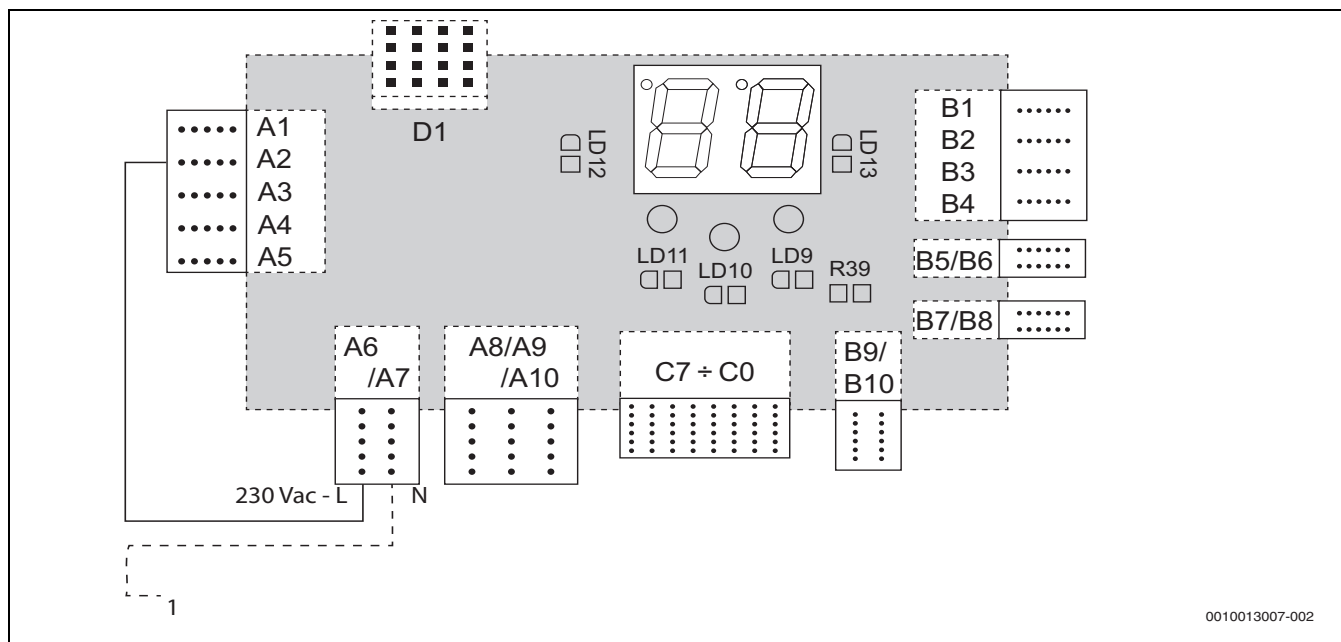 D1
A1
A2
A3
A4
A5
LD12
LD13
B1
B2
B3
B4
B5/B6
B7/B8
LD11
LD10
LD9
R39
A6
/A7
A8/A9
/A10
C7 ÷ C0
B9/
B10
230 Vac - L
N
1
0010013007-002